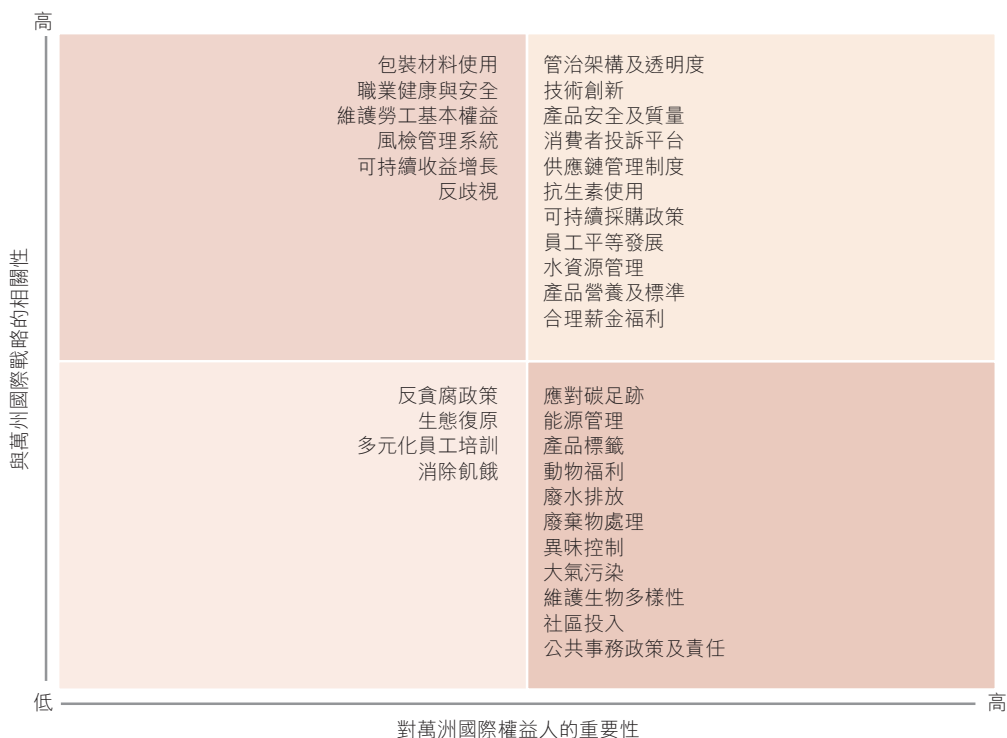 高
包裝材料使用
職業健康與安全
維護勞工基本權益
風檢管理系統
可持續收益增長
反歧視
管治架構及透明度
技術創新
產品安全及質量
消費者投訴平台
供應鏈管理制度
抗生素使用
可持續採購政策
員工平等發展
水資源管理
產品營養及標準
合理薪金福利
與萬州國際戰略的相關性
反貪腐政策
生態復原
多元化員工培訓
消除飢餓
應對碳足跡
能源管理
產品標籤
動物福利
廢水排放
廢棄物處理
異味控制
大氣污染
維護生物多樣性
社區投入
公共事務政策及責任
低
高
對萬洲國際權益人的重要性